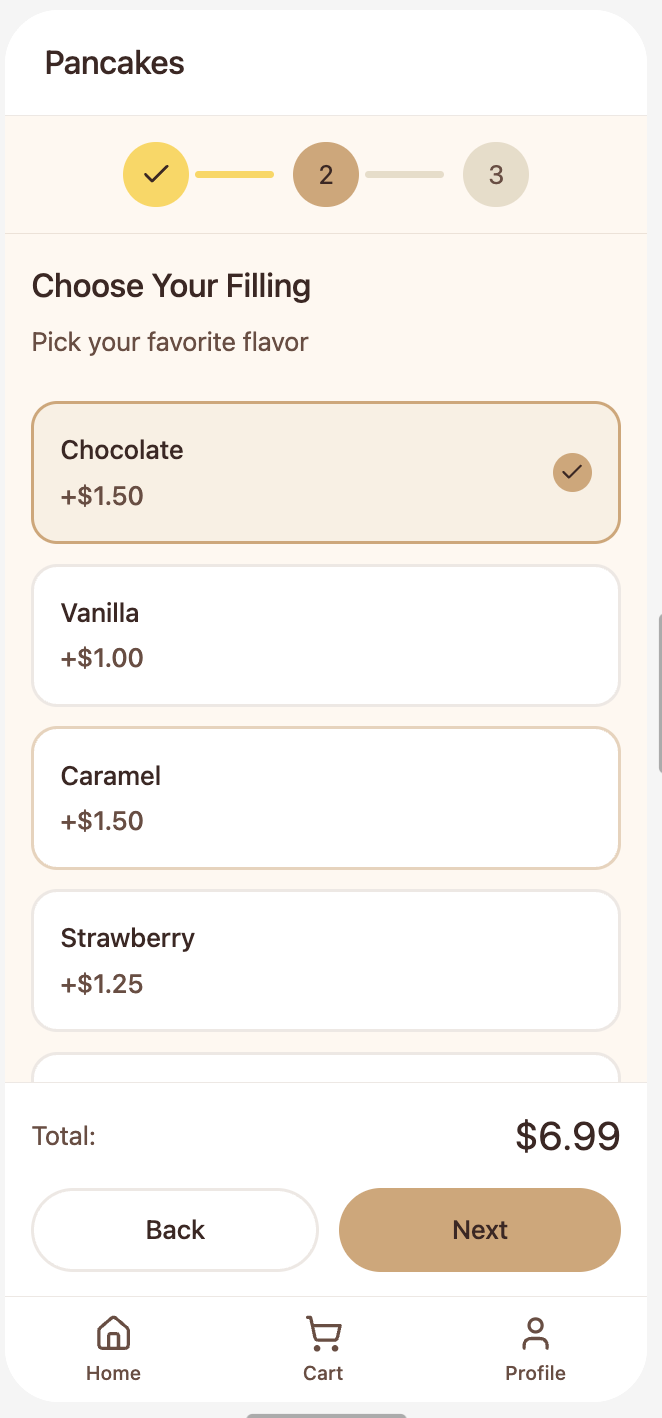 Pancakes
2
3
Choose Your Filling
Pick your favorite flavor
Chocolate
+$1.50
Vanilla
+$1.00
Caramel
+$1.50
Strawberry
+$1.25
Total:
$6.99
Back
Next
Home
Cart
Profile